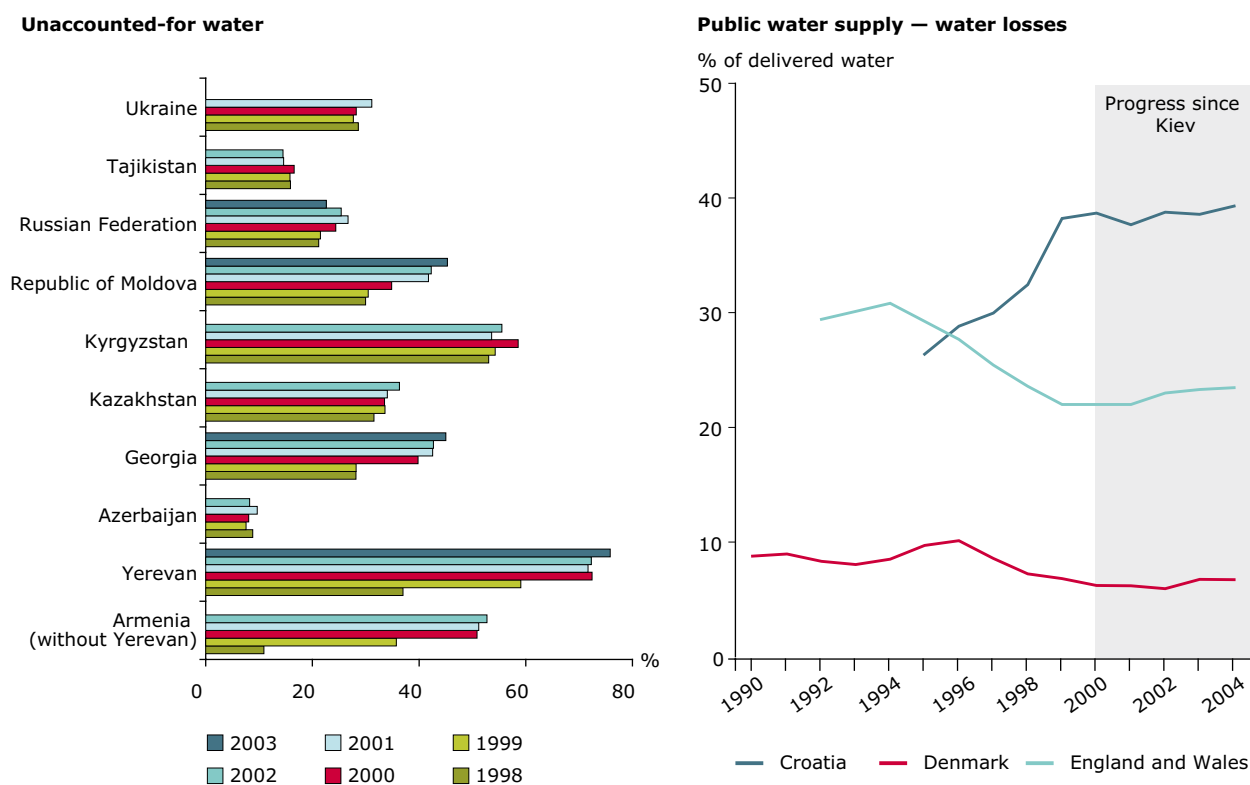 Unaccounted-for water
Ukraine
Tajikistan
Russian Federation
Republic of Moldova
Kyrgyzstan
Kazakhstan
Georgia
Azerbaijan
Yerevan
Armenia
(without Yerevan)
%
0 20 40 60 80
2003 2001 1999
2002 2000 1998
Public water supply — water losses
% of delivered water
50
40
30
20
10
0
Progress since
Kiev
1990 1992 1994 1996 1998 2000 2002 2004
Croatia Denmark England and Wales